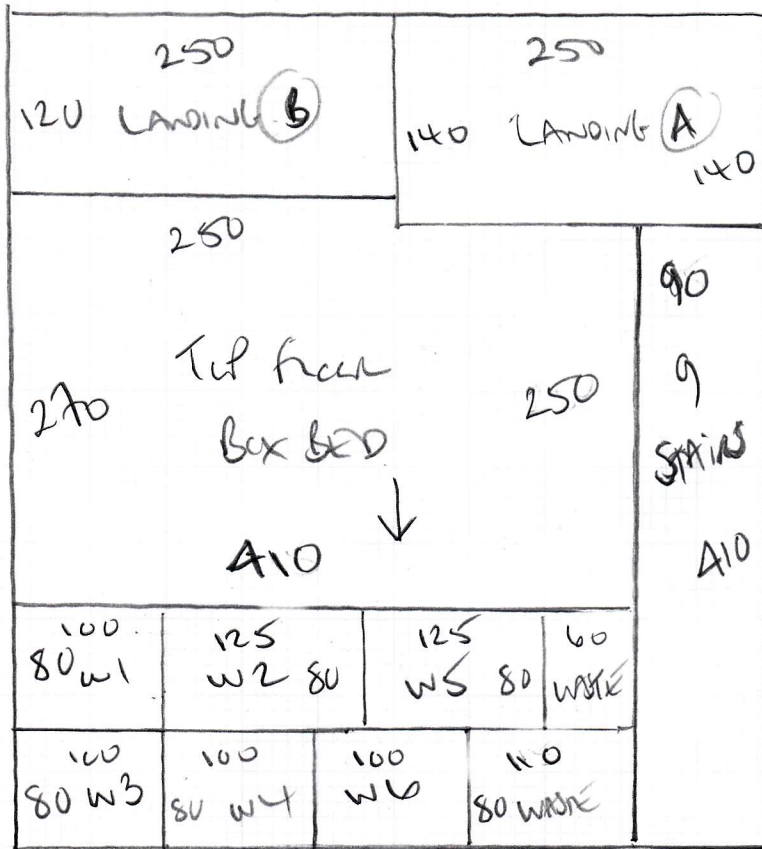 250
120 LANDING B
250
140 LANDING A
140
250
270
TOP FLOOR
BOX BED
250
410
90
9
STAIRS
410
100
80 W1
125
W2 80
125
W5 80
60
WASTE
100
80 W3
100
80 W4
100
W6
110
80 WASTE